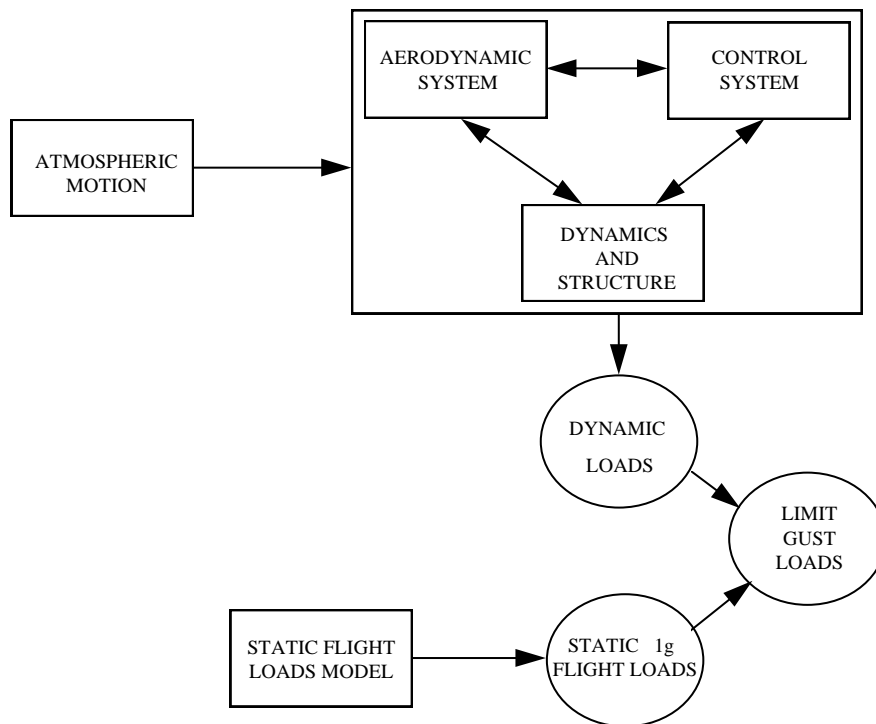 AERODYNAMIC
SYSTEM
CONTROL
SYSTEM
ATMOSPHERIC
MOTION
DYNAMICS
AND
STRUCTURE
DYNAMIC
LOADS
LIMIT
GUST
LOADS
STATIC FLIGHT
LOADS MODEL
STATIC 1g
FLIGHT LOADS